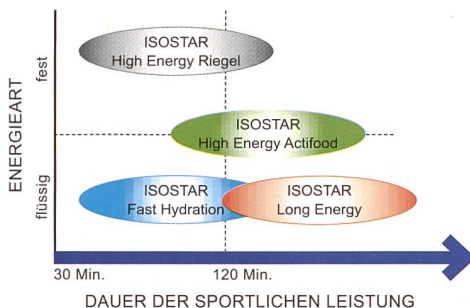 ENERGIEART
fest
flüssig
ISOSTAR
High Energy Riegel
ISOSTAR
High Energy Actifood
ISOSTAR
Fast Hydration
ISOSTAR
Long Energy
30 Min.
120 Min.
DAUER DER SPORTLICHEN LEISTUNG